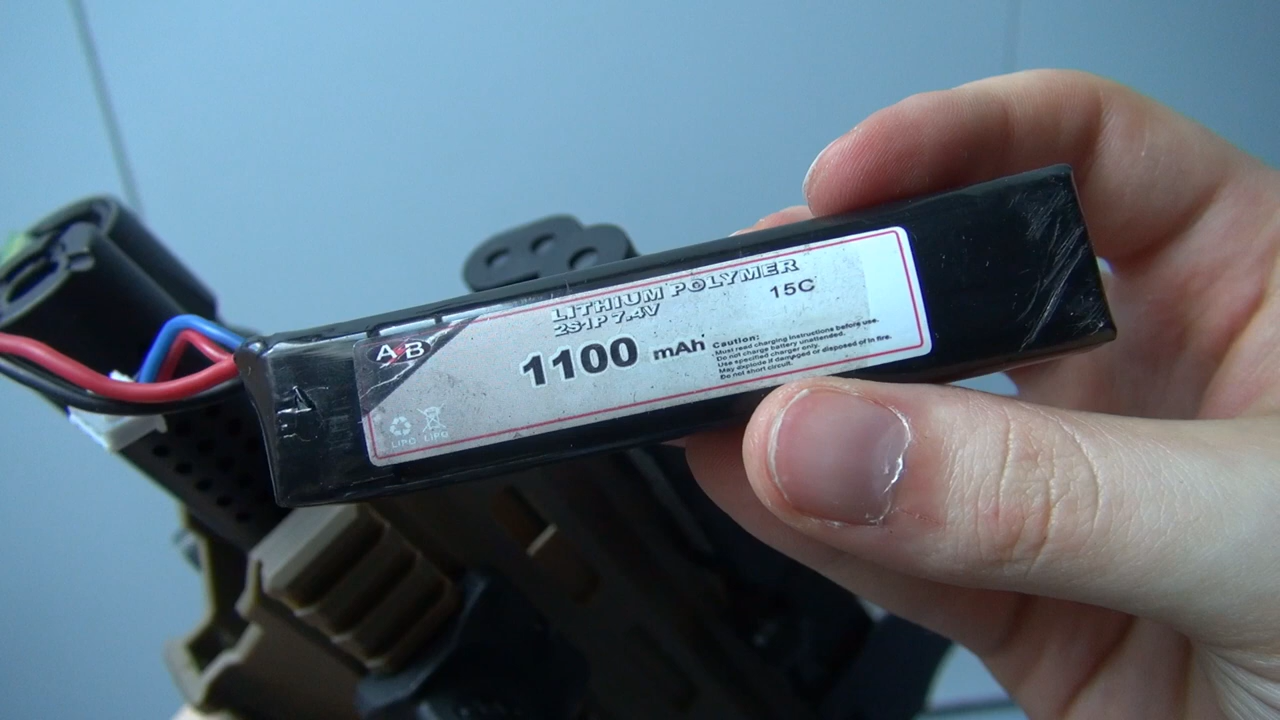 LITHIUM POLYMER
2S1P 7.4V
15C
AB
1100 mAh
Caution:
.Must read charging instructions before use.
Do not charge battery unattended.
Use specified charger only.
May explode if damaged or disposed of in fire.
Do not short circuit.
LIPO LIPO